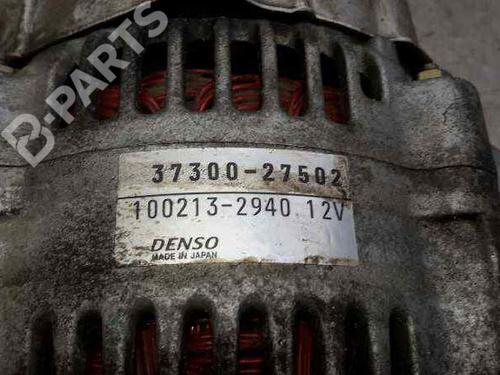 B-PARTS
37300-27502
100213-2940 12V
DENSO
MADE IN JAPAN